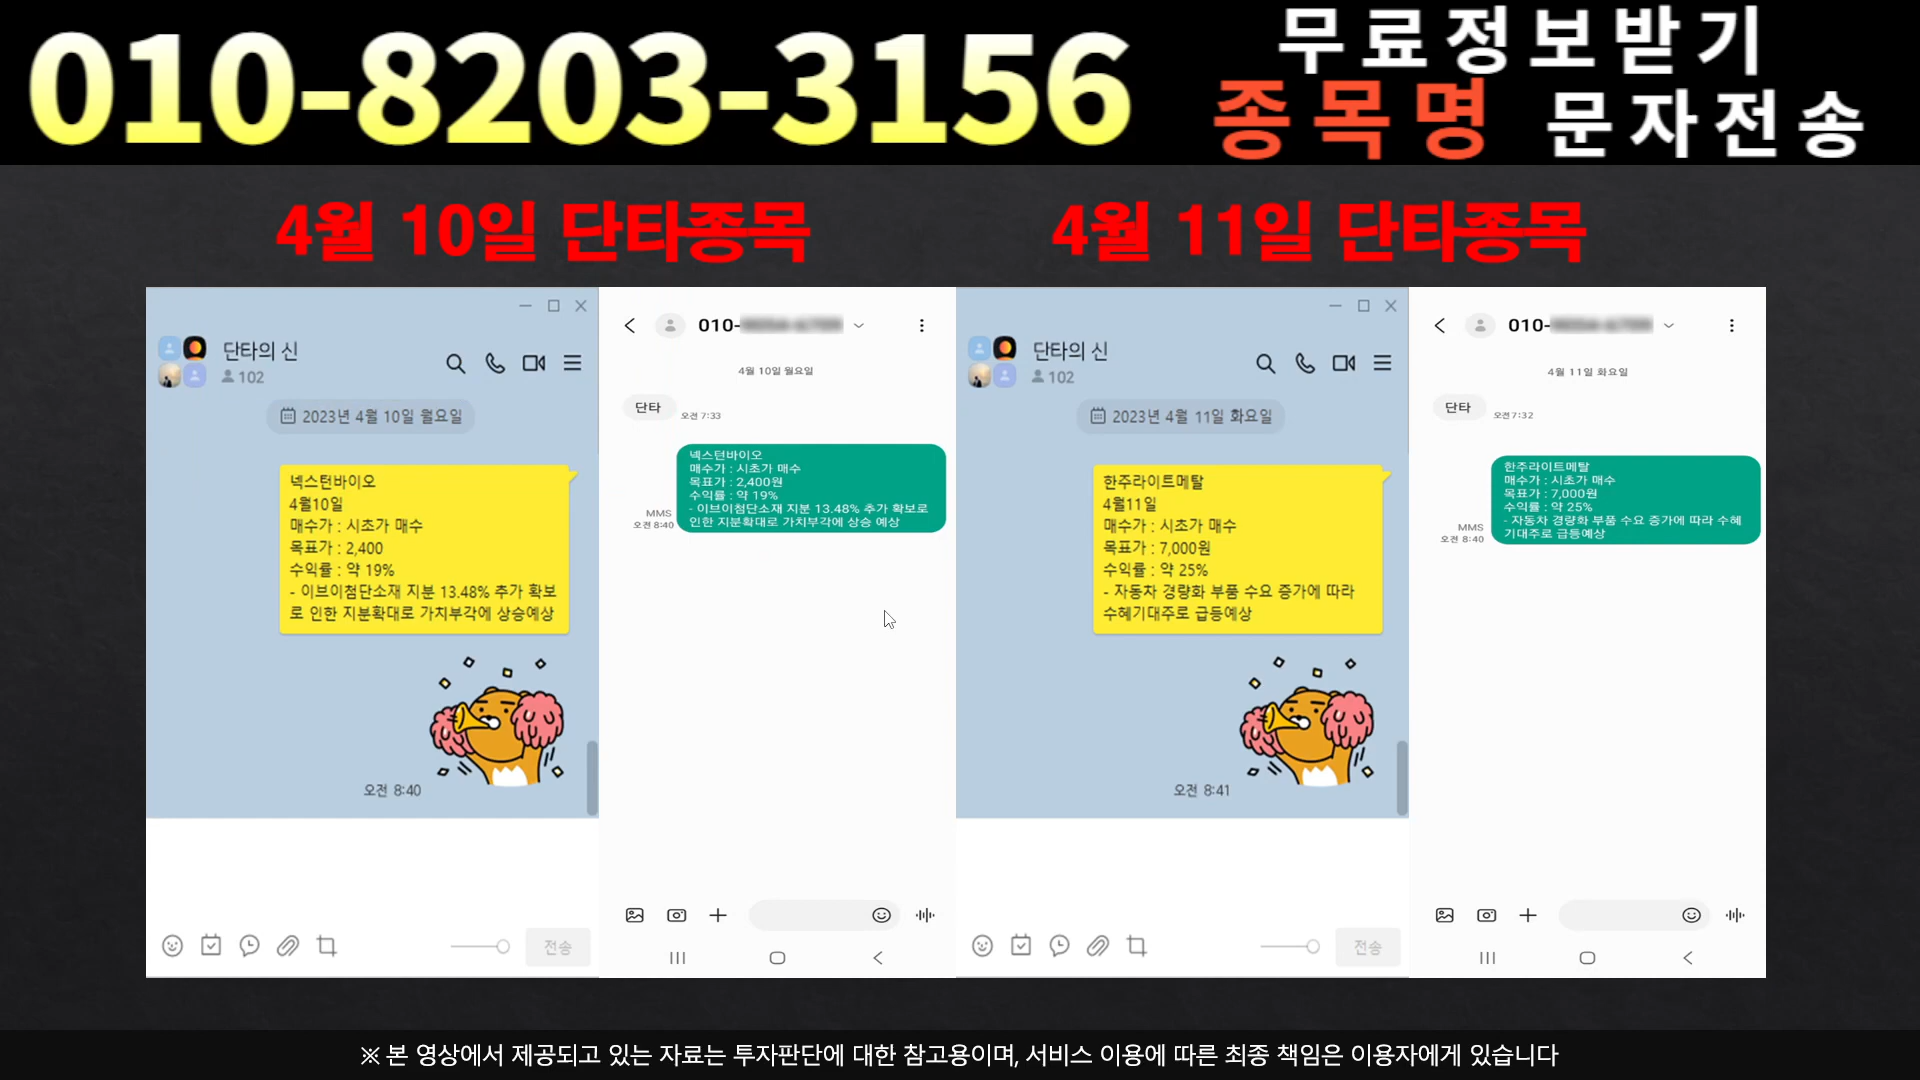 010-8203-3156
무료정보받기
종목명 문자전송
4월 10일 단타종목
4월 11일 단타종목
단타의 신
102
2023년 4월 10일 월요일
넥스턴바이오
4월10일
매수가 : 시초가 매수
목표가 : 2,400
수익률 : 약 19%
- 이브이첨단소재 지분 13.48% 추가 확보
로 인한 지분확대로 가치부각에 상승예상
오전 8:40
전송
010-
4월 10일 월요일
단타
오전 7:33
넥스턴바이오
매수가 : 시초가 매수
목표가 : 2,400원
수익률 : 약 19%
- 이브이첨단소재 지분 13.48% 추가 확보로
인한 지분확대로 가치부각에 상승 예상
MMS
오전 8:40
단타의 신
102
2023년 4월 11일 화요일
한주라이트메탈
4월11일
매수가 : 시초가 매수
목표가 : 7,000원
수익률 : 약 25%
- 자동차 경량화 부품 수요 증가에 따라
수혜기대주로 급등예상
오전 8:41
전송
010-
4월 11일 화요일
단타
오전 7:32
한주라이트메탈
매수가 : 시초가 매수
목표가 : 7,000원
수익률 : 약 25%
- 자동차 경량화 부품 수요 증가에 따라 수혜
기대주로 급등예상
MMS
오전 8:40
※ 본 영상에서 제공되고 있는 자료는 투자판단에 대한 참고용이며, 서비스 이용에 따른 최종 책임은 이용자에게 있습니다